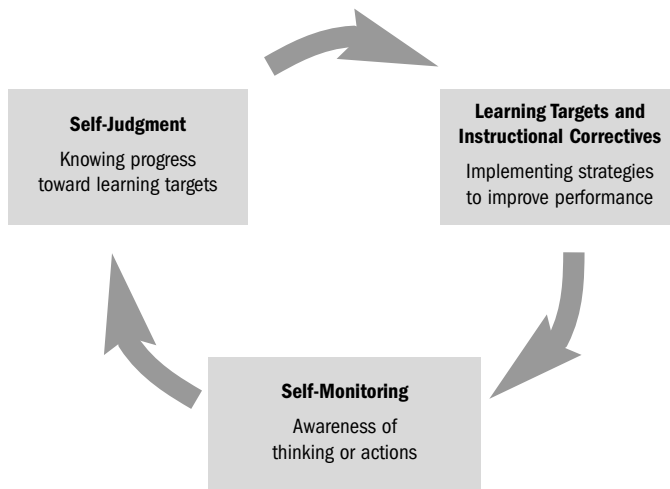 Self-Judgment
Knowing progress
toward learning targets
Learning Targets and
Instructional Correctives
Implementing strategies
to improve performance
Self-Monitoring
Awareness of
thinking or actions